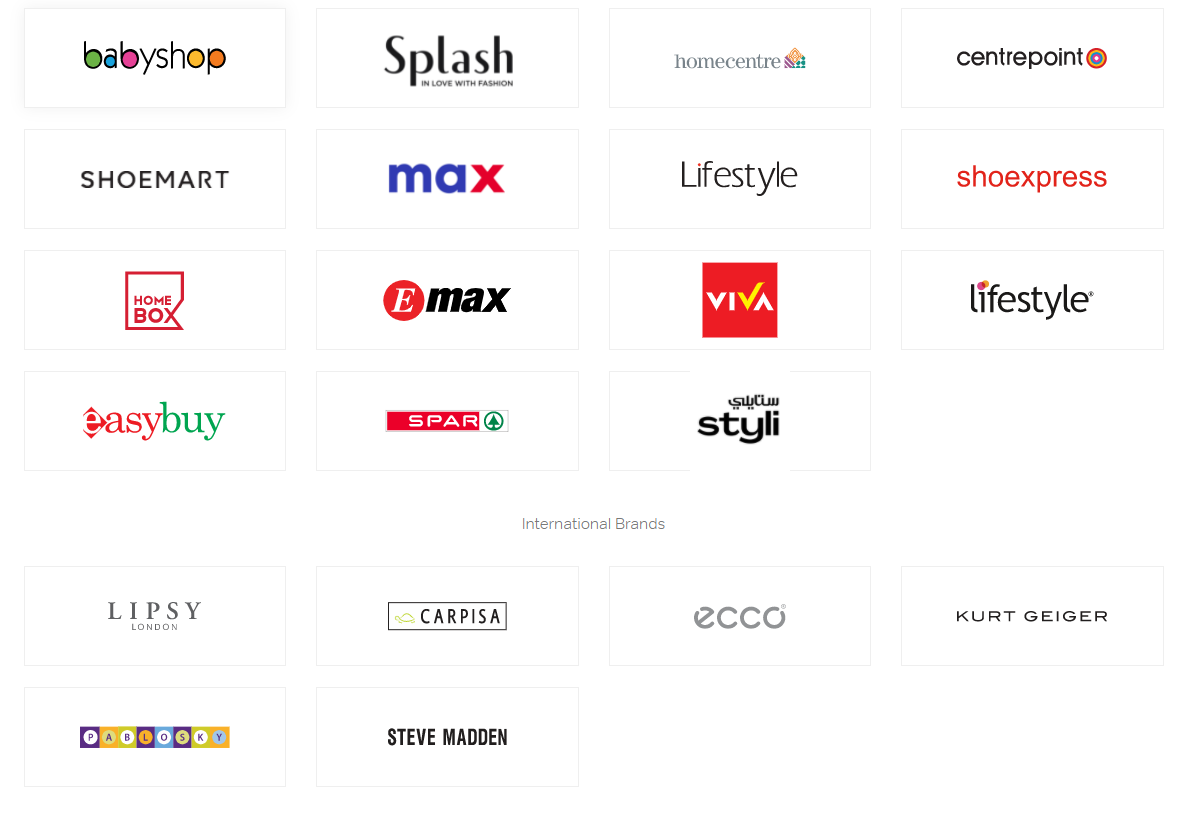 babyshop
Splash
IN LOVE WITH FASHION
homecentre
centrepoint
SHOEMART
max
Lifestyle
shoexpress
HOME
BOX
Emax
VIVA
lifestyle®
easybuy
SPAR
ستايلي
styli
International Brands
LIPSY
LONDON
CARPISA
ecco®
KURT GEIGER
PABLOSKY
STEVE MADDEN